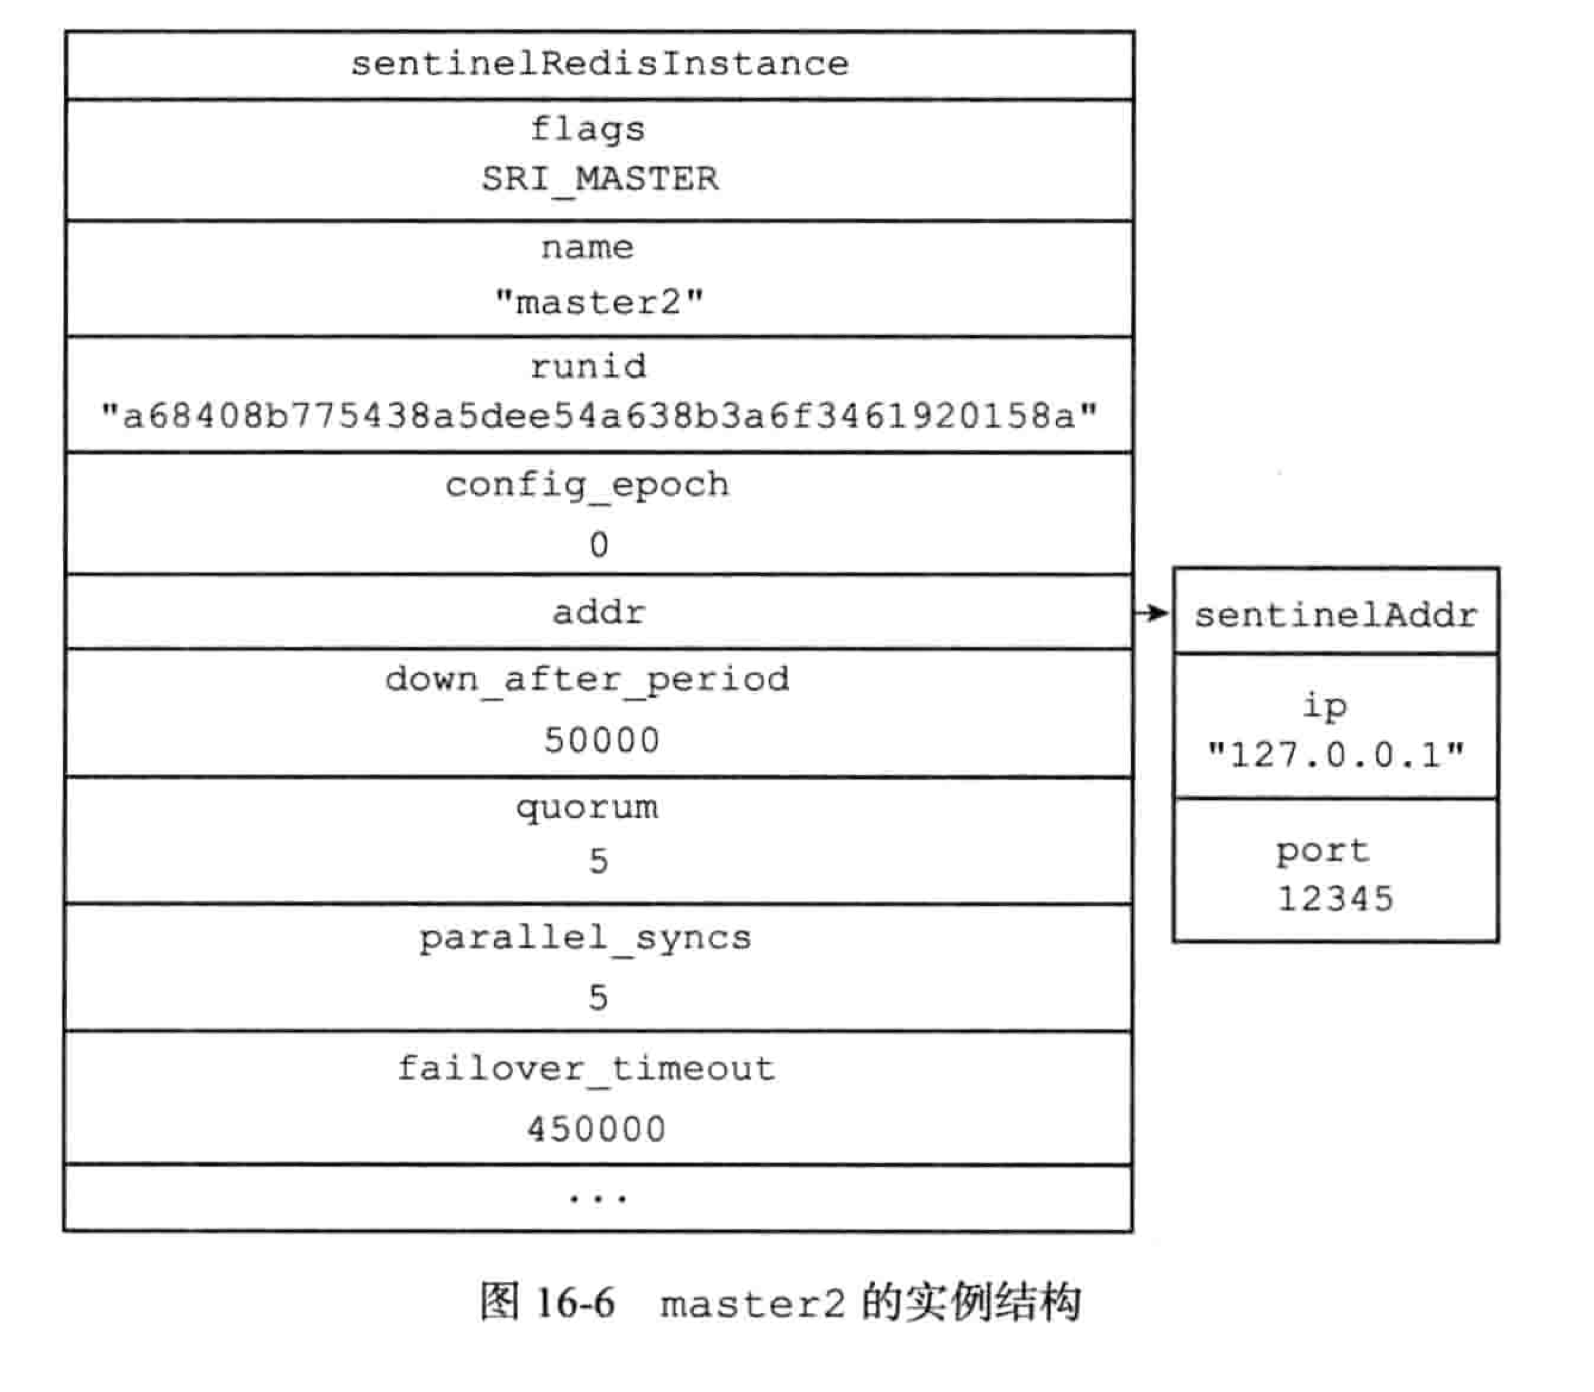 sentinelRedisInstance
flags
SRI_MASTER
name
"master2"
runid
"a68408b775438a5dee54a638b3a6f3461920158a"
config_epoch
0
addr
down_after_period
50000
quorum
5
parallel_syncs
5
failover_timeout
450000
...
sentinelAddr
ip
"127.0.0.1"
port
12345
图 16-6 master2 的实例结构